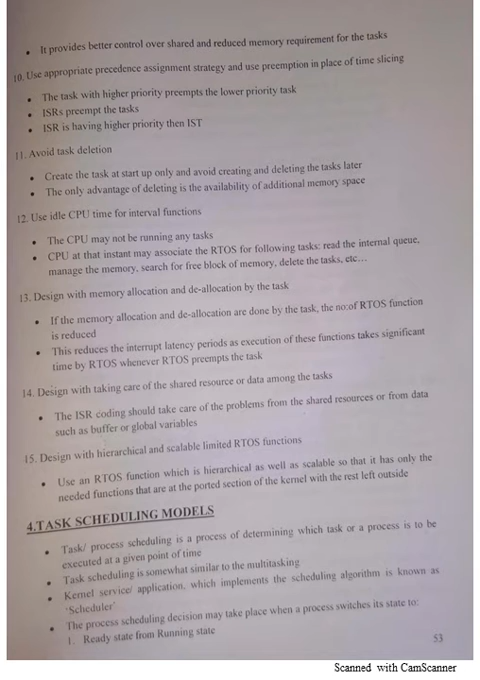 • It provides better control over shared and reduced memory requirement for the tasks
10. Use appropriate precedence assignment strategy and use preemption in place of time slicing
• The task with higher priority preempts the lower priority task
• ISRs preempt the tasks
• ISR is having higher priority then IST
11. Avoid task deletion
• Create the task at start up only and avoid creating and deleting the tasks later
• The only advantage of deleting is the availability of additional memory space
12. Use idle CPU time for interval functions
• The CPU may not be running any tasks
• CPU at that instant may associate the RTOS for following tasks: read the internal queue,
manage the memory, search for free block of memory, delete the tasks, etc…
13. Design with memory allocation and de-allocation by the task
• If the memory allocation and de-allocation are done by the task, the no:of RTOS function
is reduced
• This reduces the interrupt latency periods as execution of these functions takes significant
time by RTOS whenever RTOS preempts the task
14. Design with taking care of the shared resource or data among the tasks
• The ISR coding should take care of the problems from the shared resources or from data
such as buffer or global variables
15. Design with hierarchical and scalable limited RTOS functions
• Use an RTOS function which is hierarchical as well as scalable so that it has only the
needed functions that are at the ported section of the kernel with the rest left outside
4.TASK SCHEDULING MODELS
• Task/ process scheduling is a process of determining which task or a process is to be
executed at a given point of time
• Task scheduling is somewhat similar to the multitasking
• Kernel service/ application, which implements the scheduling algorithm is known as
'Scheduler'
• The process scheduling decision may take place when a process switches its state to:
1. Ready state from Running state
53
Scanned with CamScanner